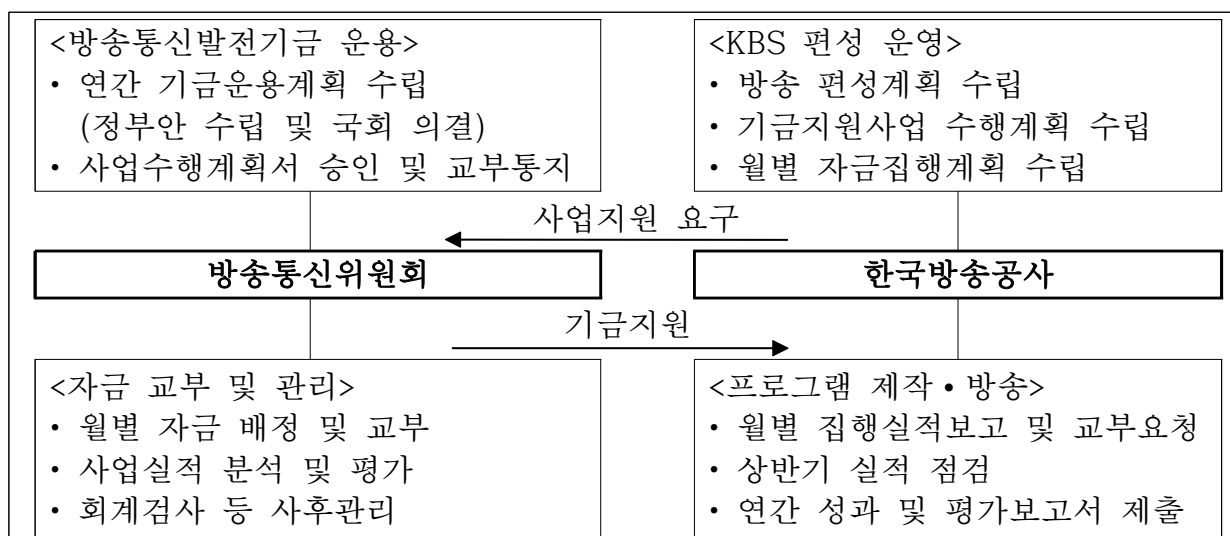 <방송통신발전기금 운용>
• 연간 기금운용계획 수립
(정부안 수립 및 국회 의결)
• 사업수행계획서 승인 및 교부통지
<KBS 편성 운영>
• 방송 편성계획 수립
• 기금지원사업 수행계획 수립
• 월별 자금집행계획 수립
사업지원 요구
방송통신위원회
한국방송공사
기금지원
<자금 교부 및 관리>
• 월별 자금 배정 및 교부
• 사업실적 분석 및 평가
• 회계검사 등 사후관리
<프로그램 제작•방송>
• 월별 집행실적보고 및 교부요청
• 상반기 실적 점검
• 연간 성과 및 평가보고서 제출